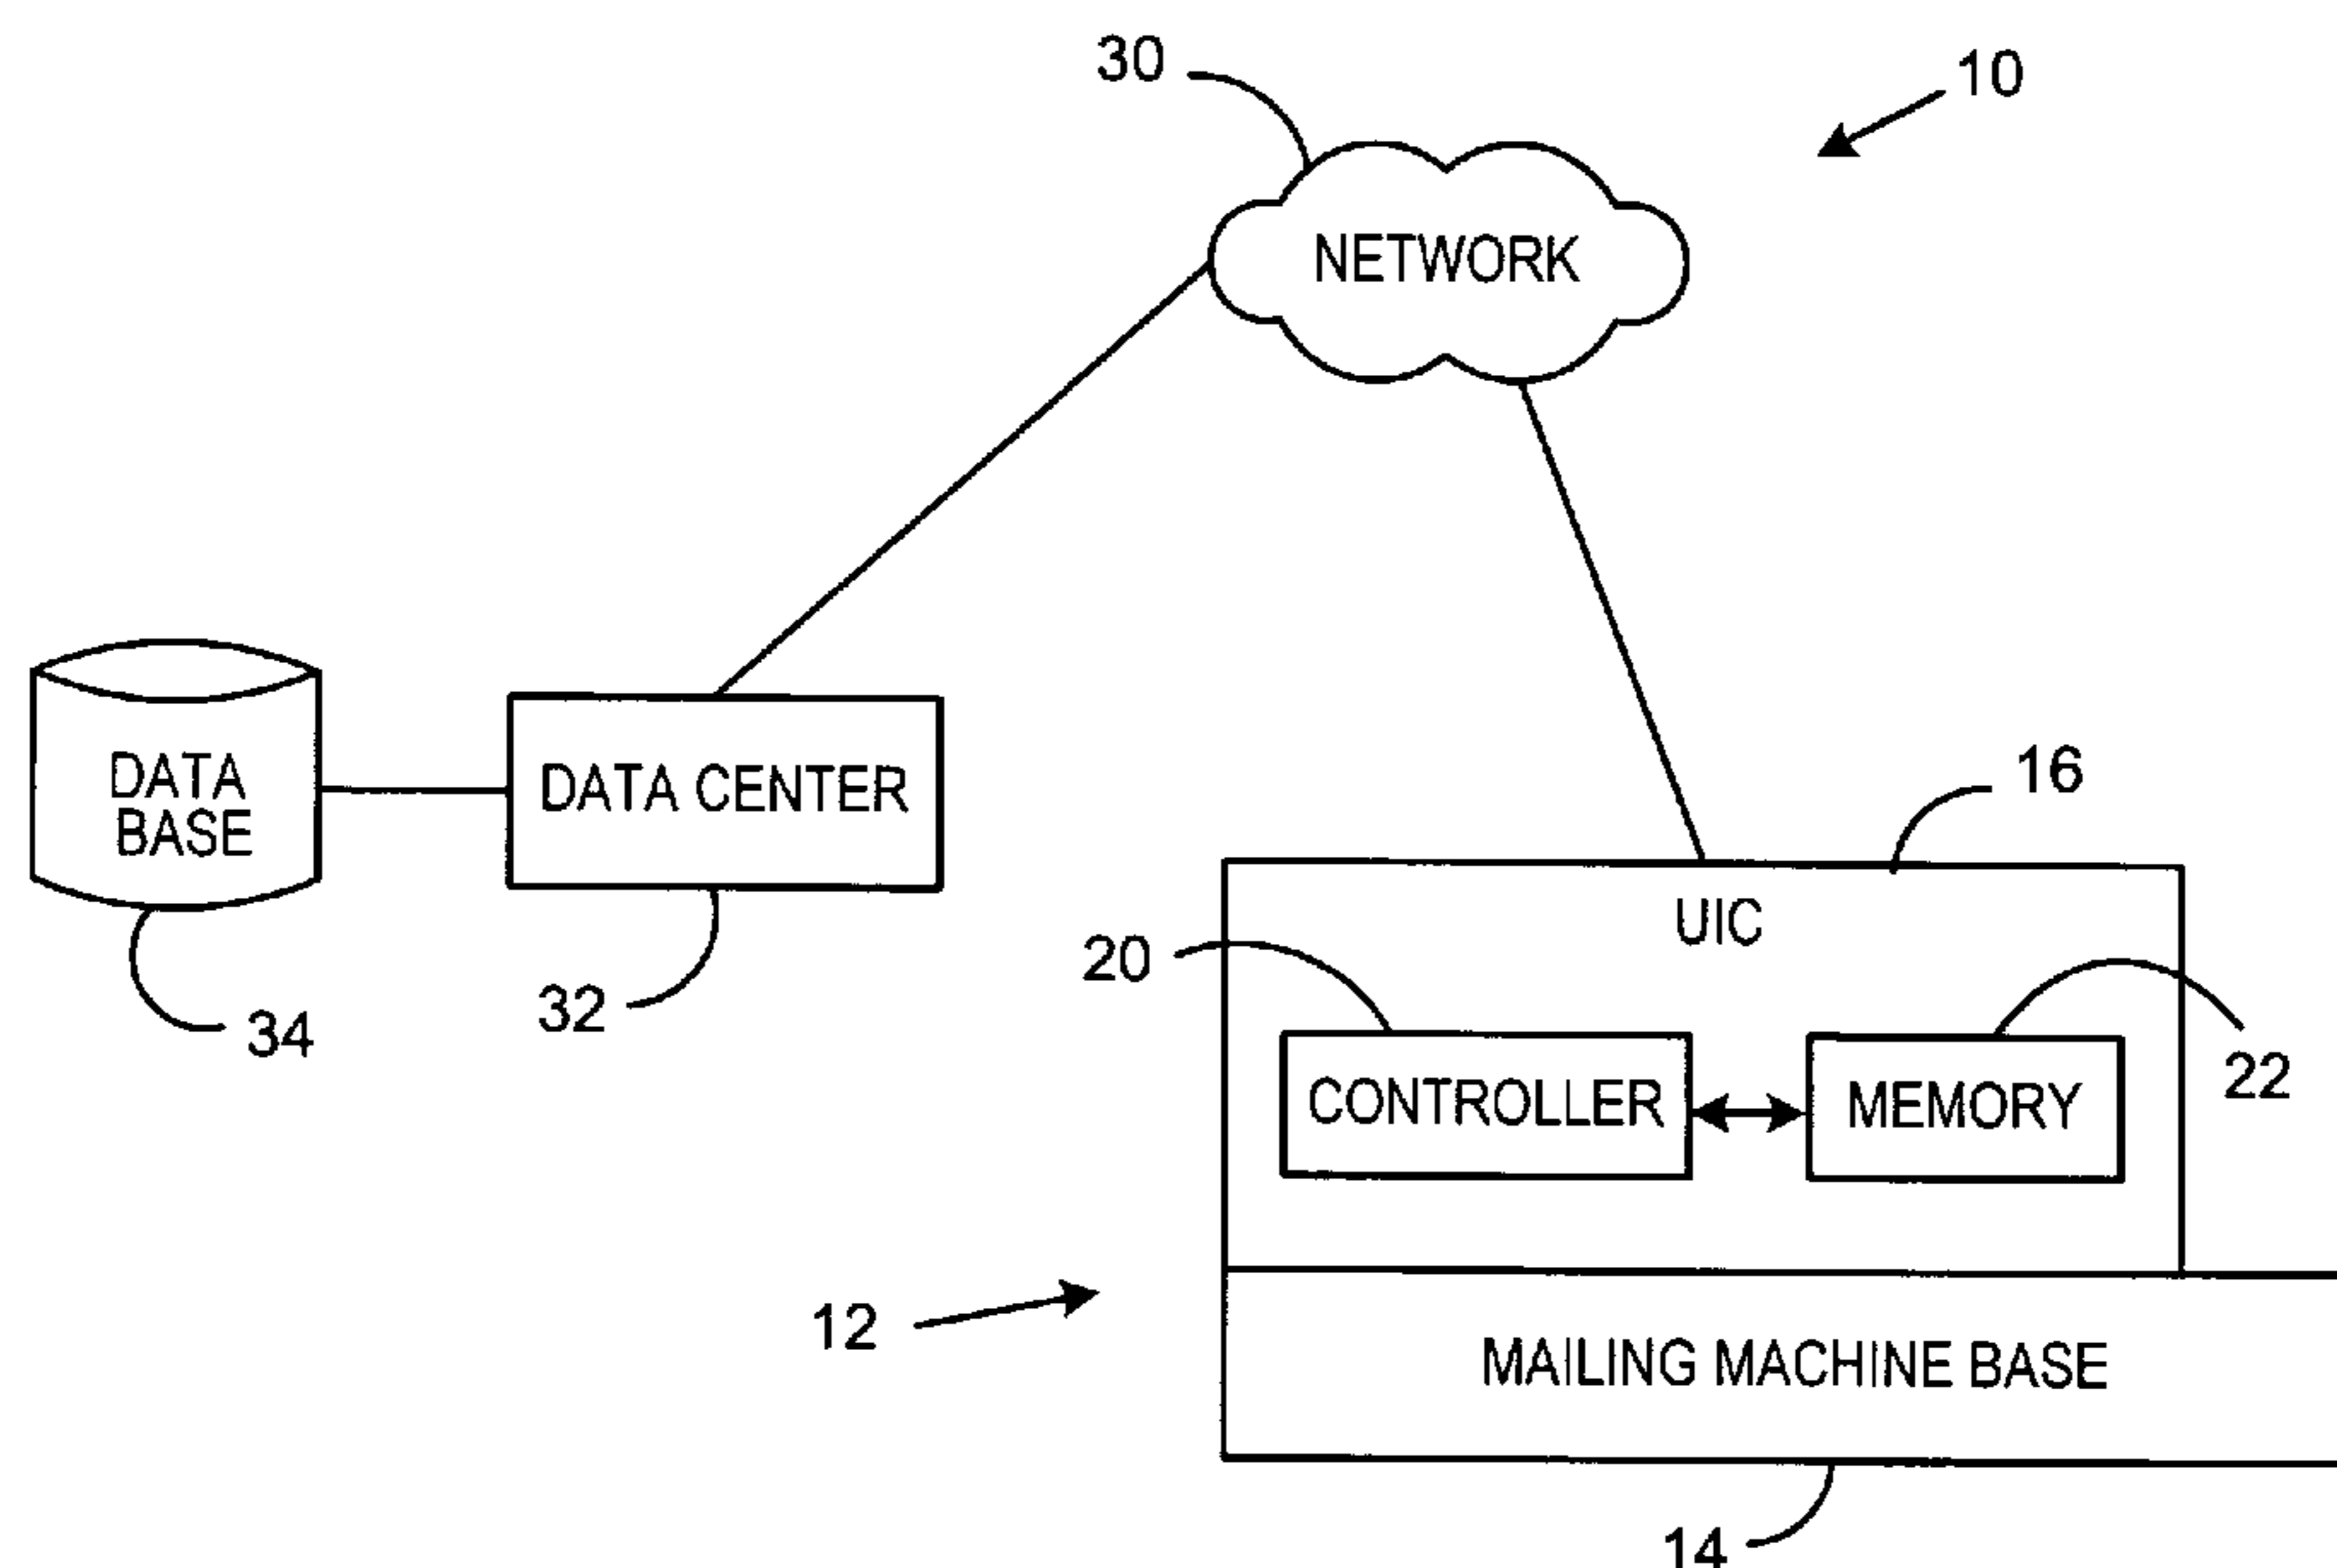 30
10
NETWORK
DATA
BASE
DATA CENTER
16
UIC
20
32
34
22
CONTROLLER
MEMORY
12
MAILING MACHINE BASE
14